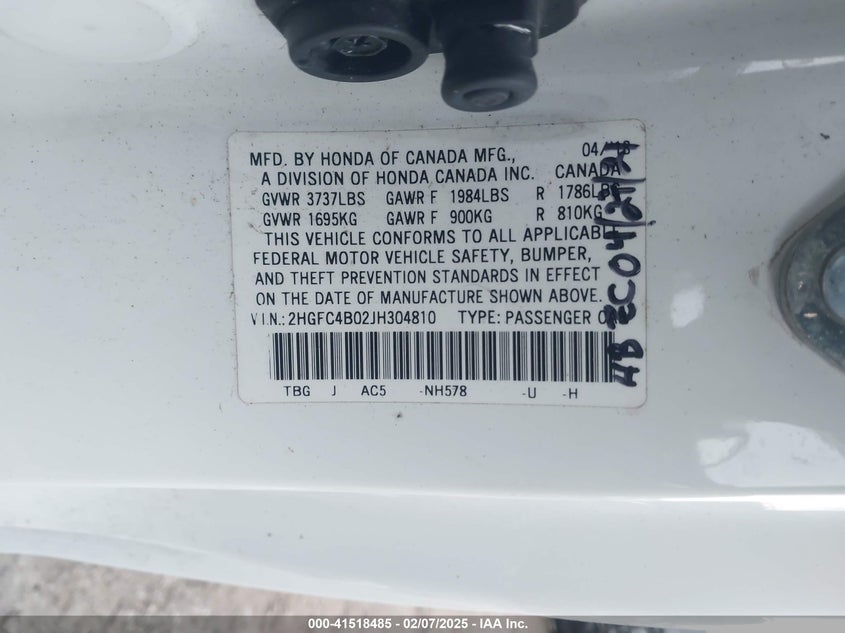 MFD. BY HONDA OF CANADA MFG.,
A DIVISION OF HONDA CANADA INC. CANADA
GVWR 3737LBS GAWR F 1984LBS R 1786LBS
GVWR 1695KG GAWR F 900KG R 810KG
THIS VEHICLE CONFORMS TO ALL APPLICABLE
FEDERAL MOTOR VEHICLE SAFETY, BUMPER,
AND THEFT PREVENTION STANDARDS IN EFFECT
ON THE DATE OF MANUFACTURE SHOWN ABOVE.
V I N.: 2HGFC4B02JH304810 TYPE: PASSENGER
TBG J AC5 -NH578 -U -H
000-41518485 - 02/07/2025 - IAA Inc.